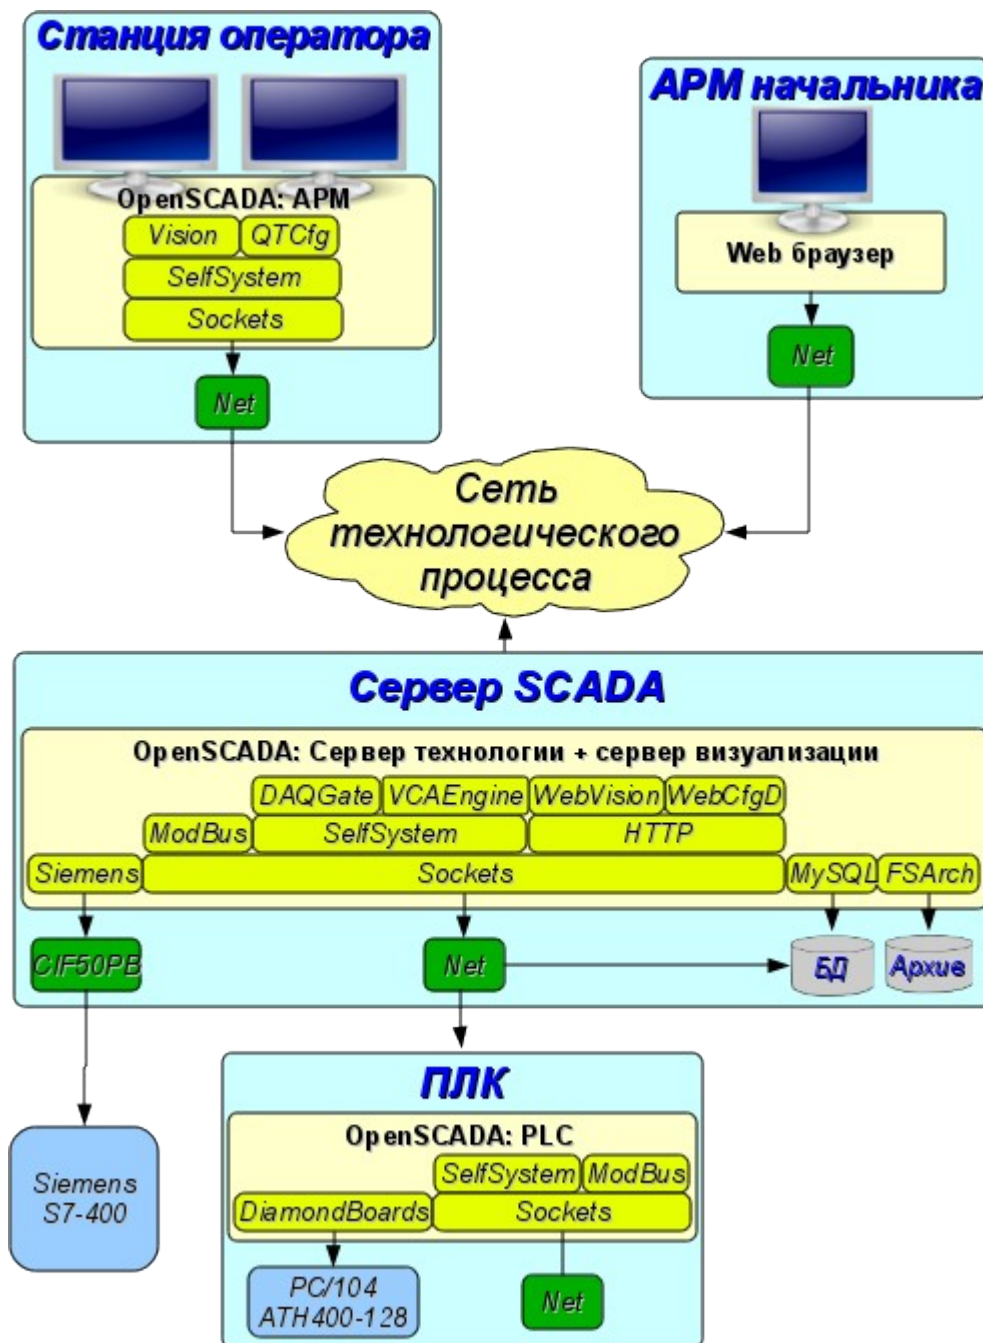 Станция оператора
OpenSCADA: АРМ
Vision
QTCfg
SelfSystem
Sockets
Net
АРМ начальника
Web браузер
Net
Сеть
технологического
процесса
Сервер SCADA
OpenSCADA: Сервер технологии + сервер визуализации
DAQGate
VCAEngine
WebVision
WebCfgD
ModBus
SelfSystem
HTTP
Siemens
Sockets
MySQL
FSArch
CIF50PB
Net
БД
Архив
ПЛК
OpenSCADA: PLC
SelfSystem
ModBus
DiamondBoards
Sockets
Siemens
S7-400
PC/104
ATH400-128
Net